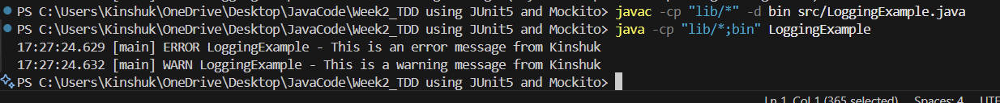 PS C:\Users\Kinshuk\OneDrive\Desktop\JavaCode\Week2_TDD using JUnit5 and Mockito> javac -cp "lib/*" -d bin src/LoggingExample.java
PS C:\Users\Kinshuk\OneDrive\Desktop\JavaCode\Week2_TDD using JUnit5 and Mockito> java -cp "lib/*;bin" LoggingExample
17:27:24.629 [main] ERROR LoggingExample - This is an error message from Kinshuk
17:27:24.632 [main] WARN LoggingExample - This is a warning message from Kinshuk
PS C:\Users\Kinshuk\OneDrive\Desktop\JavaCode\Week2_TDD using JUnit5 and Mockito>
Ln 1, Col 1 (365 selected) Spaces: 4 UTF